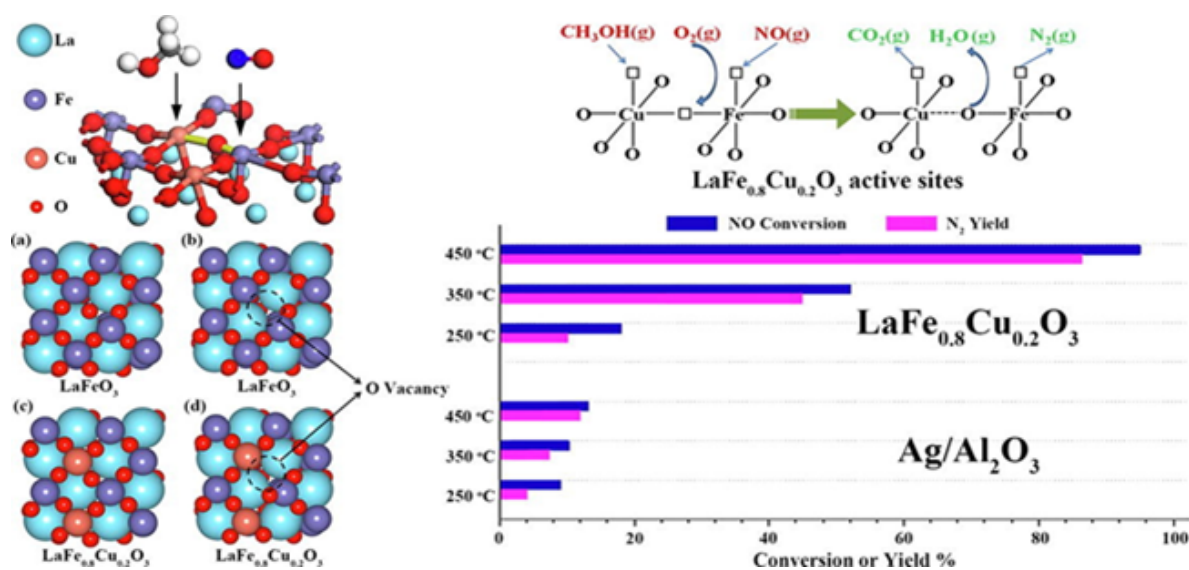 La
Fe
Cu
O
(a)
(b)
LaFeO₃
LaFeO₃
O Vacancy
(c)
(d)
LaFe₀.₈Cu₀.₂O₃
LaFe₀.₈Cu₀.₂O₃
CH₃OH(g) O₂(g) NO(g) CO₂(g) H₂O(g) N₂(g)
O O O O
O Cu Fe O O Cu O Fe O
O O O O O O O O
LaFe₀.₈Cu₀.₂O₃ active sites
NO Conversion N₂ Yield
450 °C
350 °C
250 °C
LaFe₀.₈Cu₀.₂O₃
450 °C
350 °C
250 °C
Ag/Al₂O₃
0 20 40 60 80 100
Conversion or Yield %